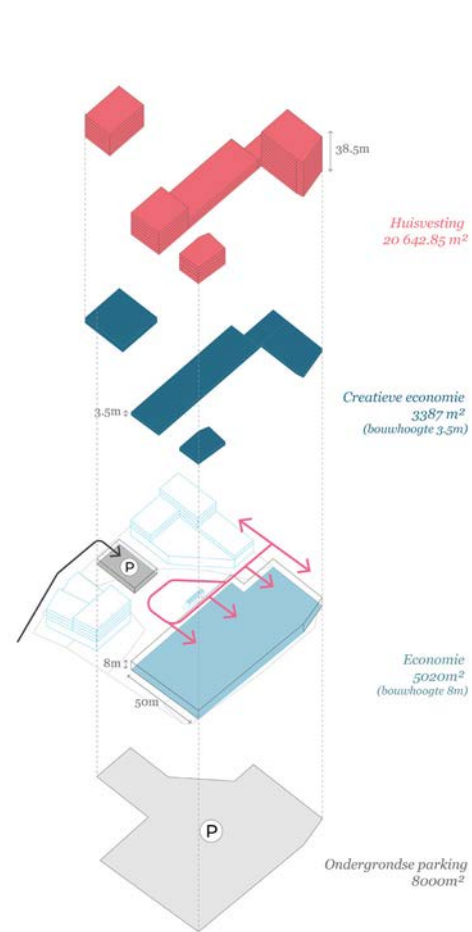 38.5m
Huisvesting
20 642.85 m²
Creatieve economie
3387 m²
(bouwhoogte 3.5m)
3.5m
P
Economie
5020m²
(bouwhoogte 8m)
8m
50m
P
Ondergrondse parking
8000m²